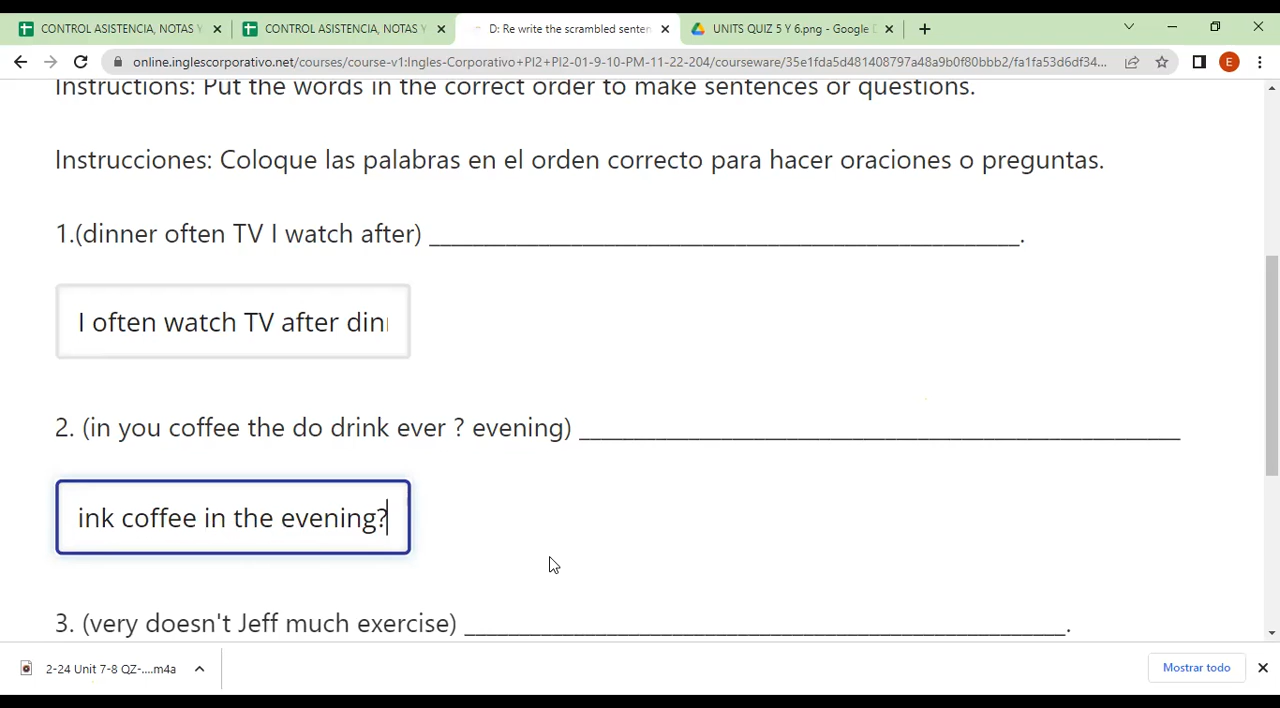 CONTROL ASISTENCIA, NOTAS Y
CONTROL ASISTENCIA, NOTAS Y
D: Re write the scrambled senten
UNITS QUIZ 5 Y 6.png - Google
online.inglescorporativo.net/courses/course-v1:Ingles-Corporativo+PI2+PI2-01-9-10-PM-11-22-204/courseware/35e1fda5d481408797a48a9b0f80bbb2/fa1fa53d6df34...
E
Instructions: Put the words in the correct order to make sentences or questions.
Instrucciones: Coloque las palabras en el orden correcto para hacer oraciones o preguntas.
1.(dinner often TV I watch after) ______________________________________________.
I often watch TV after din
2. (in you coffee the do drink ever ? evening) _______________________________________________
ink coffee in the evening?
3. (very doesn't Jeff much exercise) _______________________________________________.
2-24 Unit 7-8 QZ-....m4a
Mostrar todo